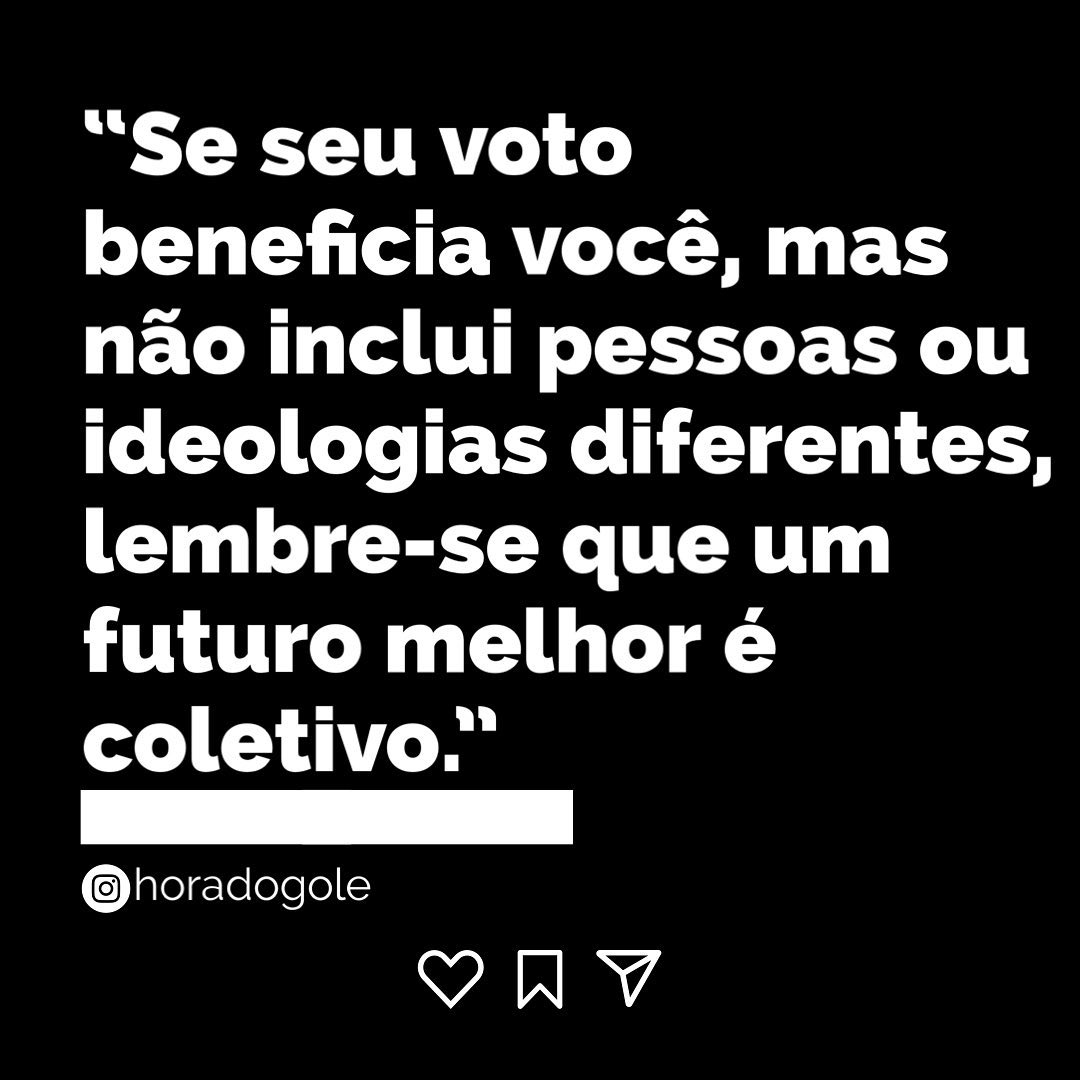 “Se seu voto
beneficia você, mas
não inclui pessoas ou
ideologias diferentes,
lembre-se que um
futuro melhor é
coletivo.”
horadogole